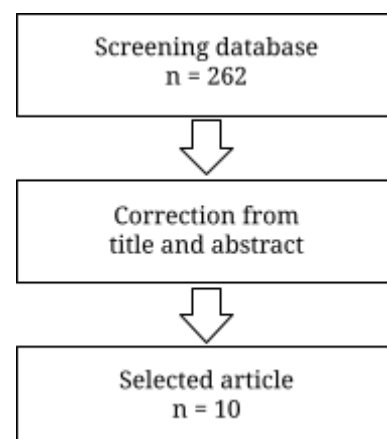 Screening database
n = 262
Correction from
title and abstract
Selected article
n = 10